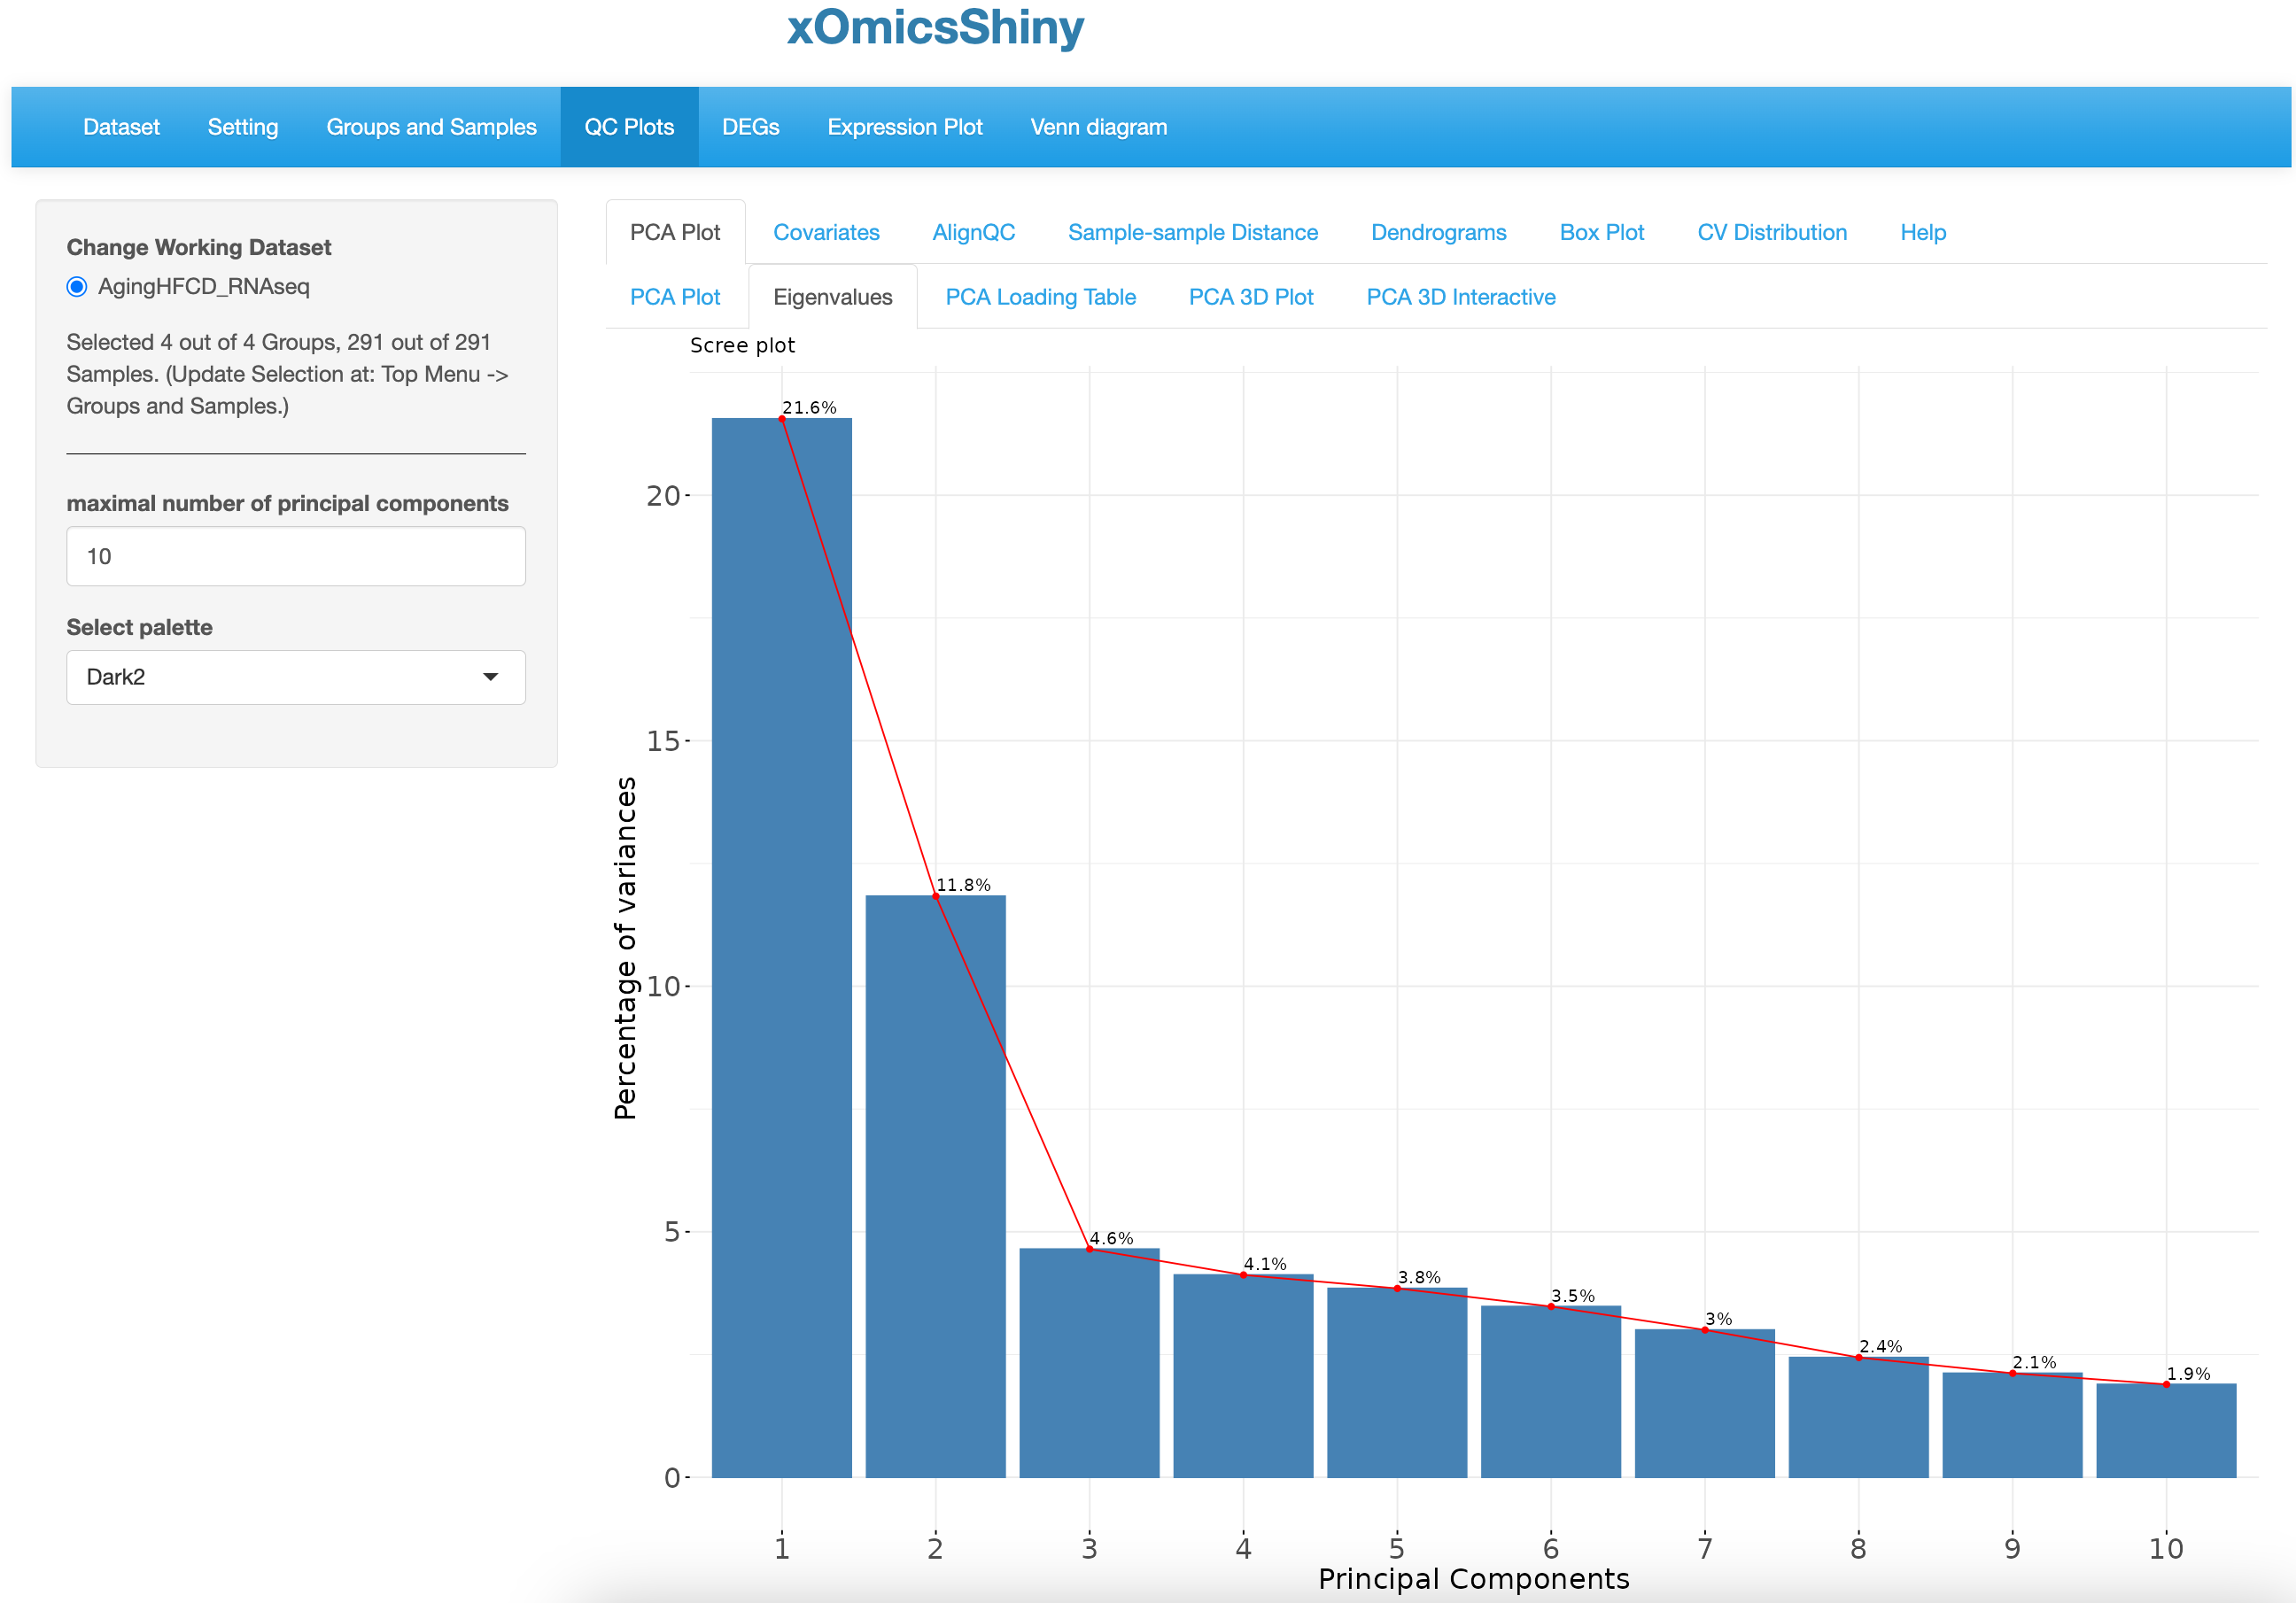 xOmicsShiny
Dataset Setting Groups and Samples QC Plots DEGs Expression Plot Venn diagram
Change Working Dataset
AgingHFCD_RNAseq
Selected 4 out of 4 Groups, 291 out of 291
Samples. (Update Selection at: Top Menu ->
Groups and Samples.)
maximal number of principal components
10
Select palette
Dark2
PCA Plot Covariates AlignQC Sample-sample Distance Dendrograms Box Plot CV Distribution Help
PCA Plot Eigenvalues PCA Loading Table PCA 3D Plot PCA 3D Interactive
Scree plot
Percentage of variances
20
15
10
5
0
21.6%
11.8%
4.6%
4.1%
3.8%
3.5%
3%
2.4%
2.1%
1.9%
1 2 3 4 5 6 7 8 9 10
Principal Components